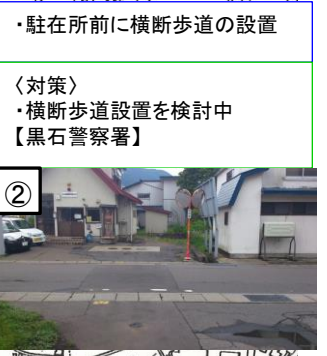 ・駐在所前に横断歩道の設置
〈対策〉
・横断歩道設置を検討中
【黒石警察署】
②